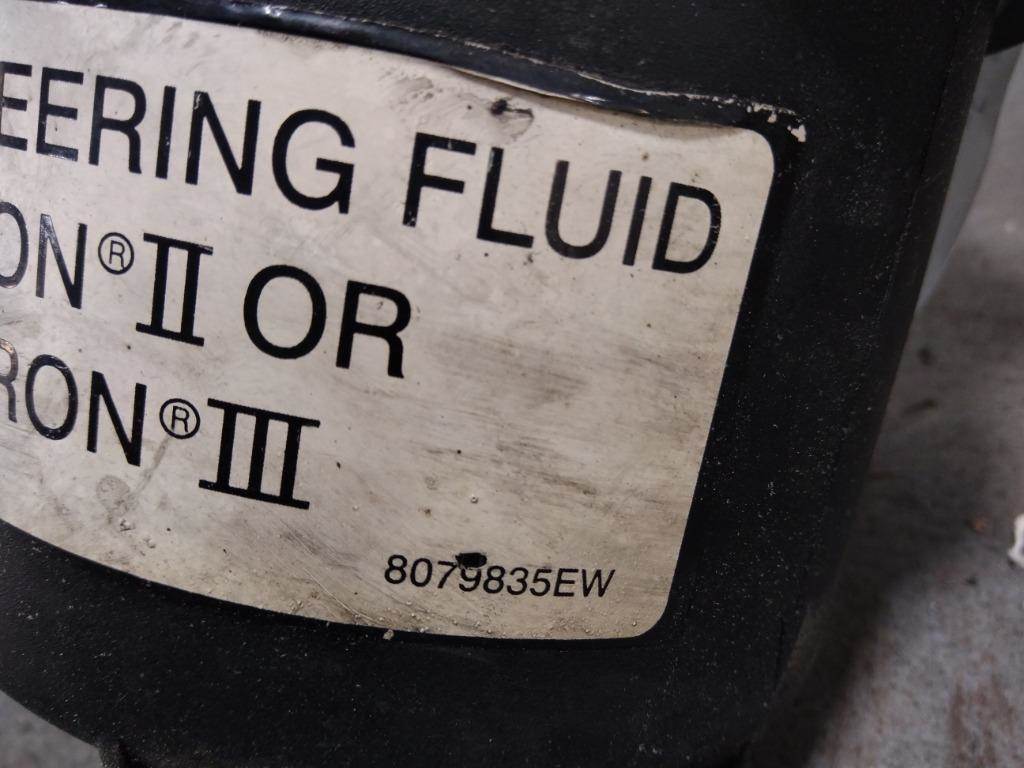 EERING FLUID
ON® II OR
RON® III
8079835EW